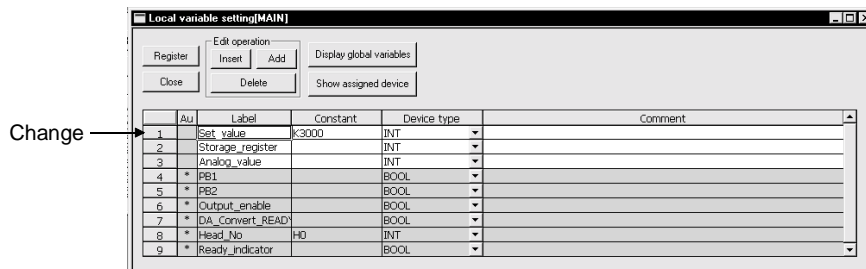 Local variable setting[MAIN]
Edit operation
Register Insert Add Display global variables
Close Delete Show assigned device
Au Label Constant Device type Comment
Change
1 Set_value K3000 INT
2 Storage_register INT
3 Analog_value INT
4 * PB1 BOOL
5 * PB2 BOOL
6 * Output_enable BOOL
7 * DA_Convert_READY BOOL
8 * Head_No H0 INT
9 * Ready_indicator BOOL